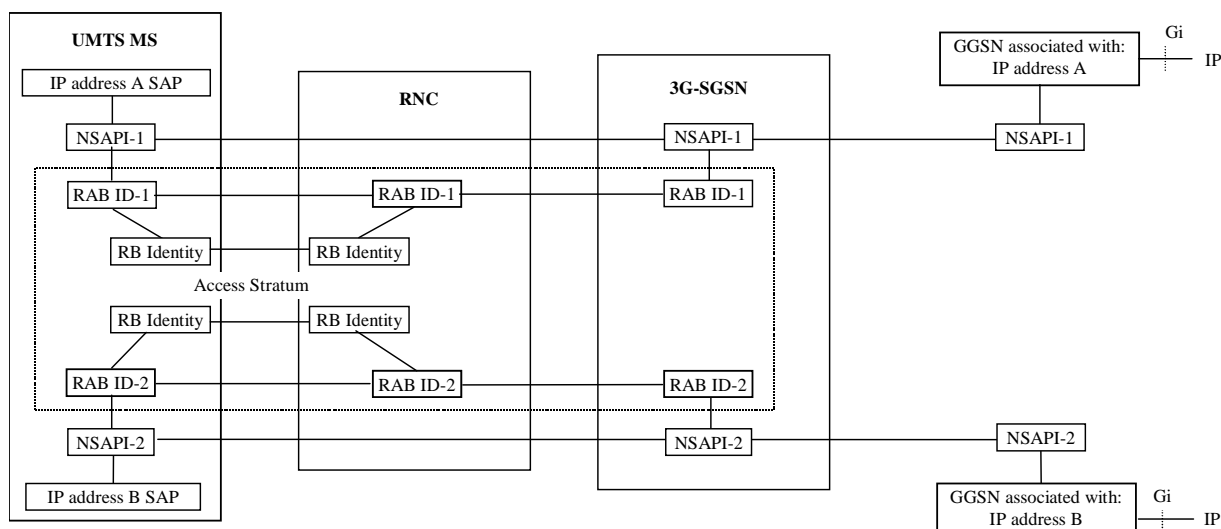 UMTS MS
IP address A SAP
NSAPI-1
RAB ID-1
RB Identity
RNC
RAB ID-1
RB Identity
3G-SGSN
NSAPI-1
RAB ID-1
GGSN associated with:
IP address A
Gi
IP
NSAPI-1
Access Stratum
RB Identity
RAB ID-2
NSAPI-2
IP address B SAP
RB Identity
RAB ID-2
RAB ID-2
NSAPI-2
NSAPI-2
GGSN associated with:
IP address B
Gi
IP